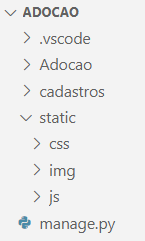 ADOCAO
.vscode
Adocao
cadastros
static
css
img
js
manage.py